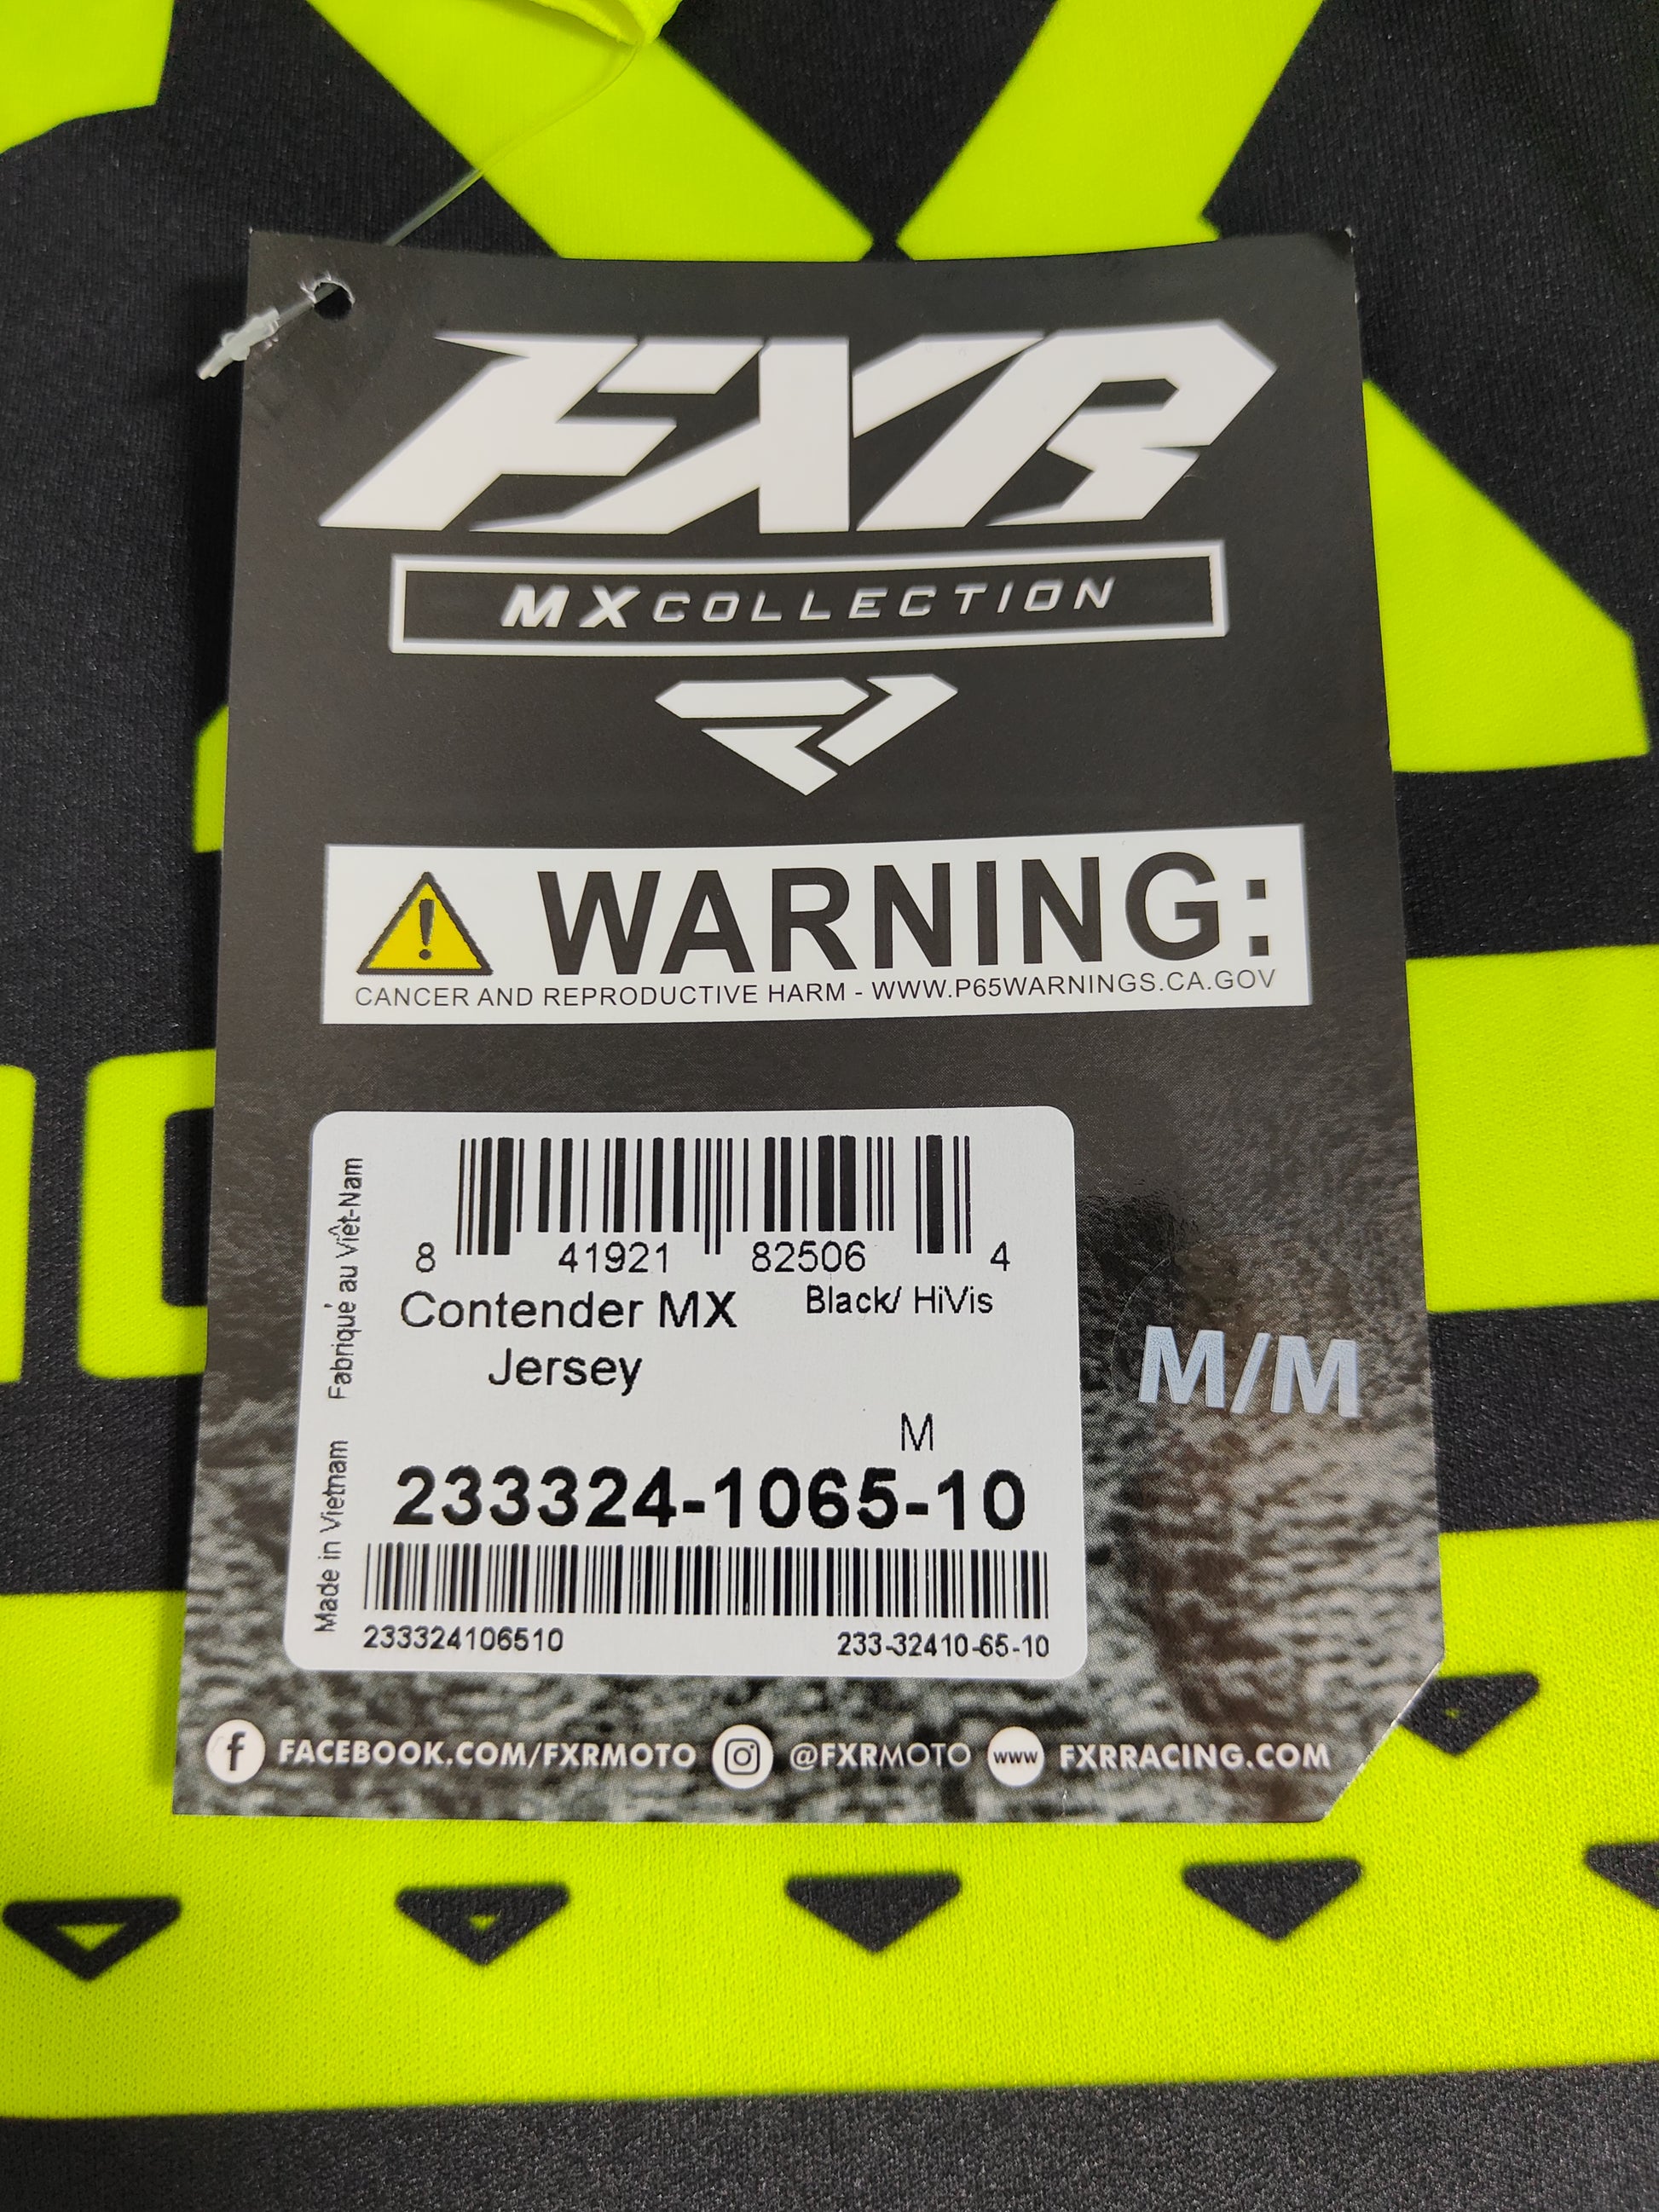 FXR
MX COLLECTION
WARNING:
CANCER AND REPRODUCTIVE HARM - WWW.P65WARNINGS.CA.GOV
Made in Vietnam Fabriqué au Viêt-Nam
8 41921 82506 4
Contender MX Black/ HiVis
Jersey
M
233324-1065-10
233324106510 233-32410-65-10
M/M
f FACEBOOK.COM/FXRMOTO @FXRMOTO www FXRRACING.COM